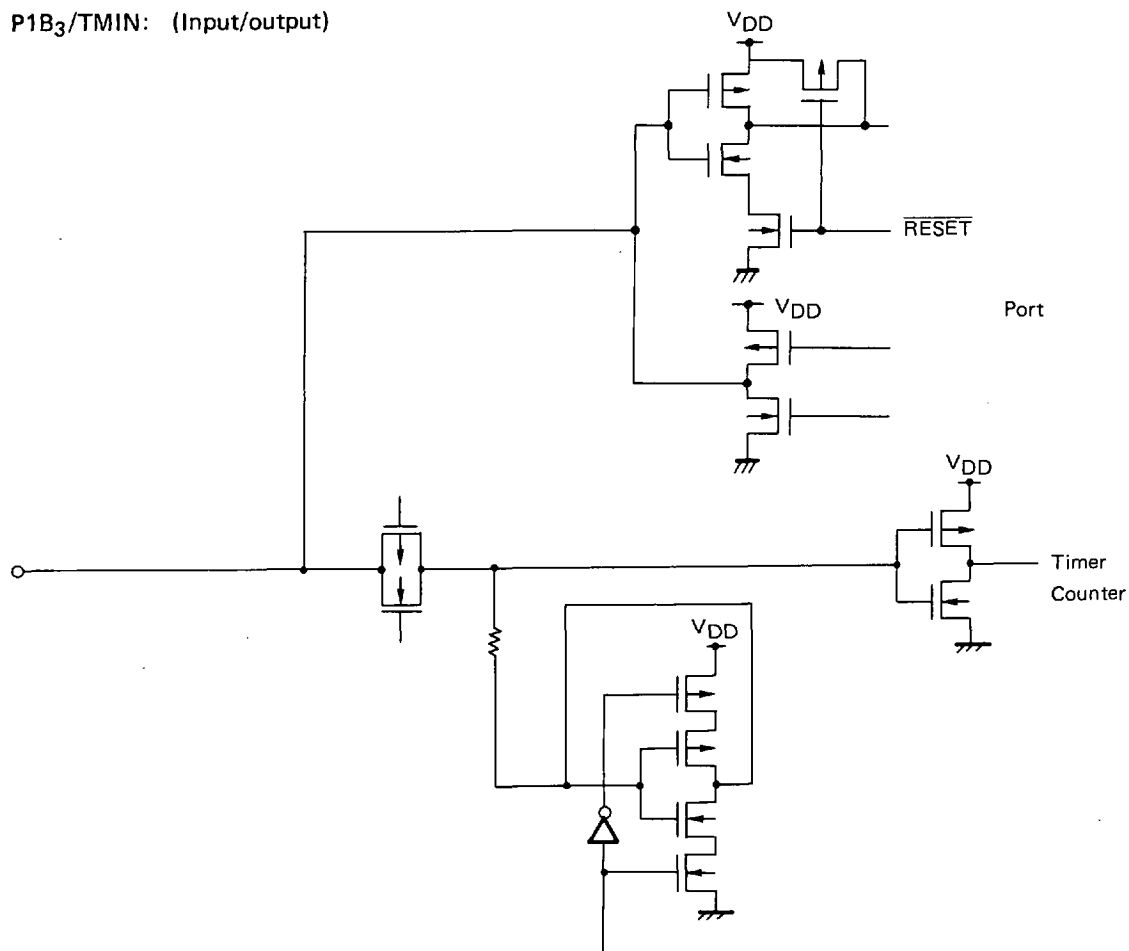 P1B₃/TMIN: (Input/output)
VDD
RESET
VDD
Port
VDD
Timer
Counter
VDD